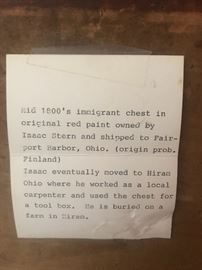 Mid 1800's immigrant chest in
original red paint owned by
Isaac Stern and shipped to Fair-
port Harbor, Ohio. (origin prob.
Finland)
Isaac eventually moved to Hiram
Ohio where he worked as a local
carpenter and used the chest for
a tool box. He is buried on a
farm in Hiram.